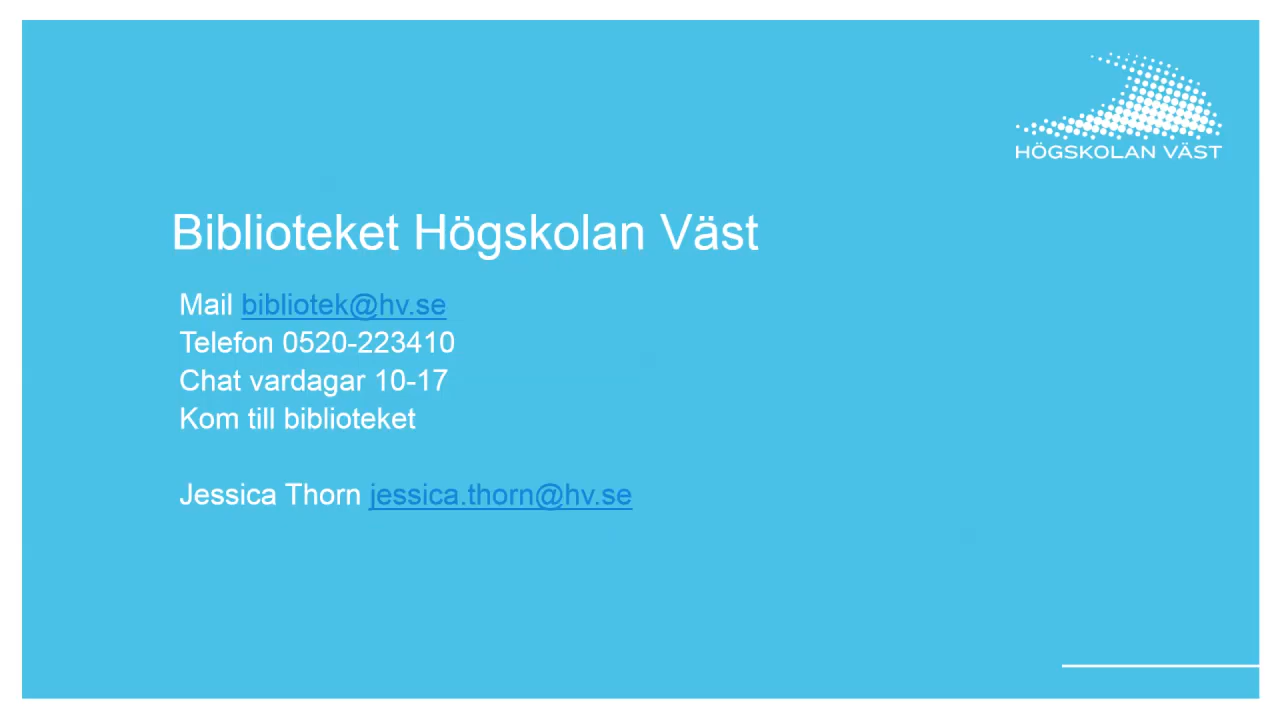 HÖGSKOLAN VÄST
Biblioteket Högskolan Väst
Mail bibliotek@hv.se
Telefon 0520-223410
Chat vardagar 10-17
Kom till biblioteket
Jessica Thorn jessica.thorn@hv.se